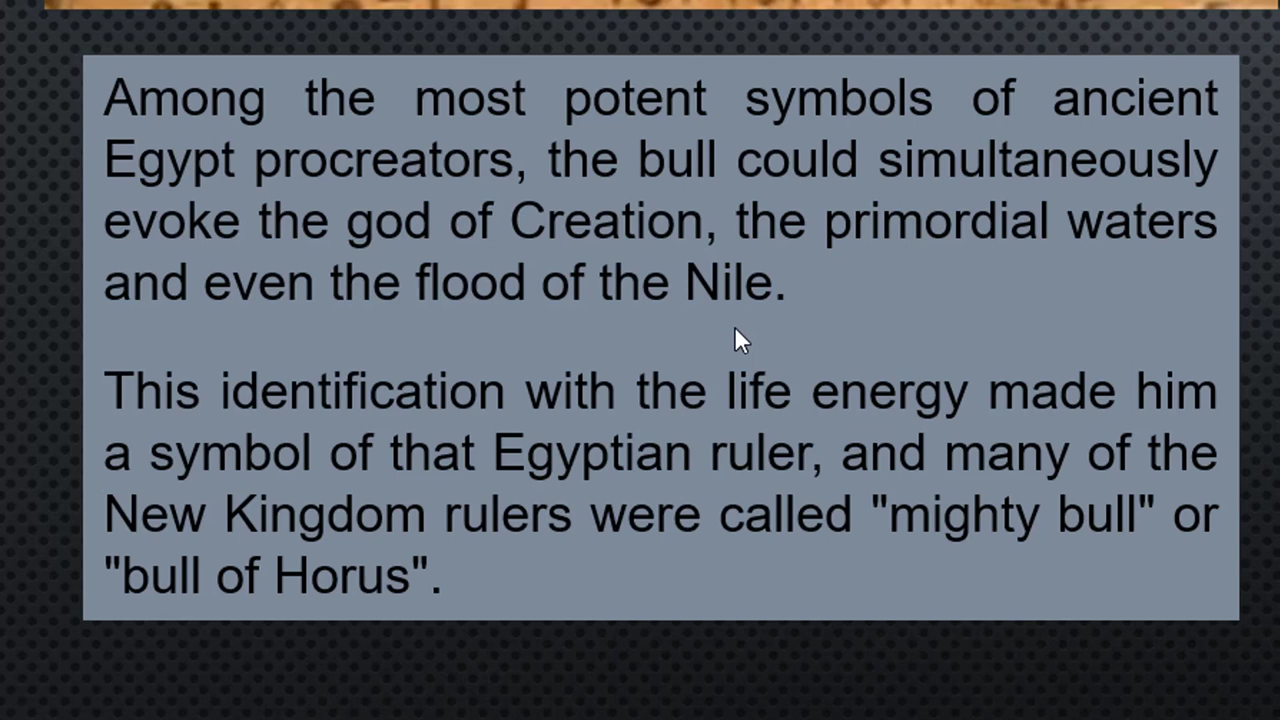 Among the most potent symbols of ancient
Egypt procreators, the bull could simultaneously
evoke the god of Creation, the primordial waters
and even the flood of the Nile.
This identification with the life energy made him
a symbol of that Egyptian ruler, and many of the
New Kingdom rulers were called "mighty bull" or
"bull of Horus".